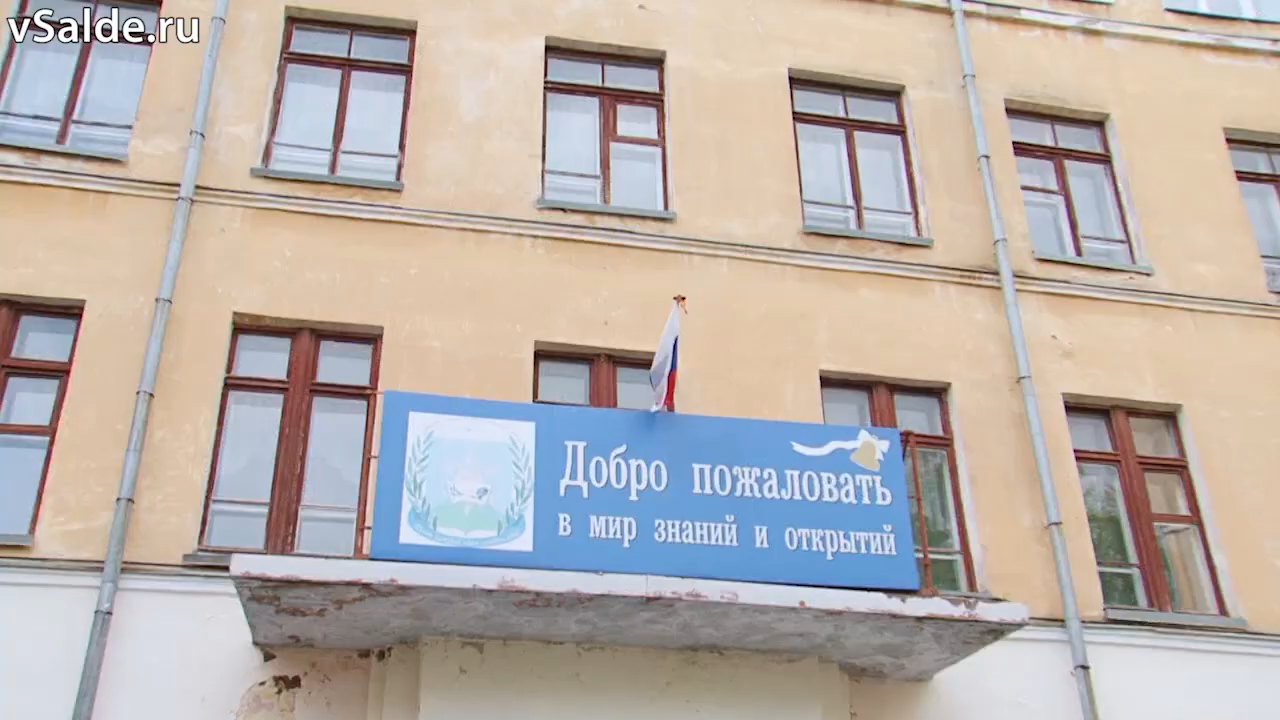 vSalde.ru
Добро пожаловать
в мир знаний и открытий